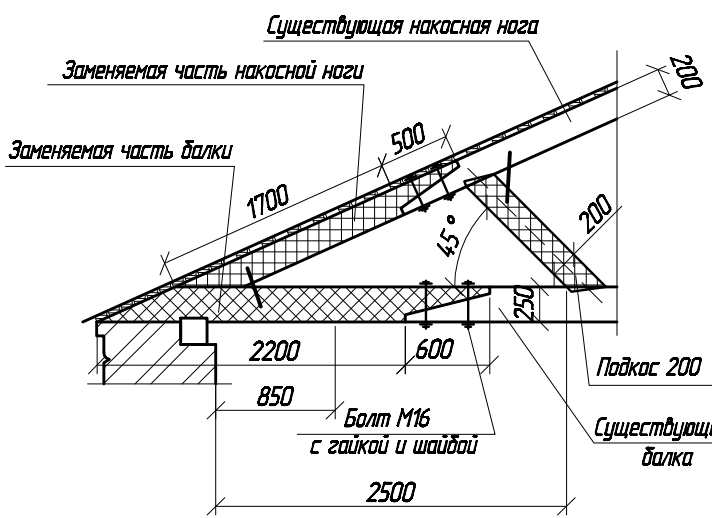 Существующая накосная нога
Заменяемая часть накосной ноги
200
500
Заменяемая часть балки
1700
200
45°
250
2200
600
Подкос 200
850
Болт М16
с гайкой и шайбой
Существующ
балка
2500